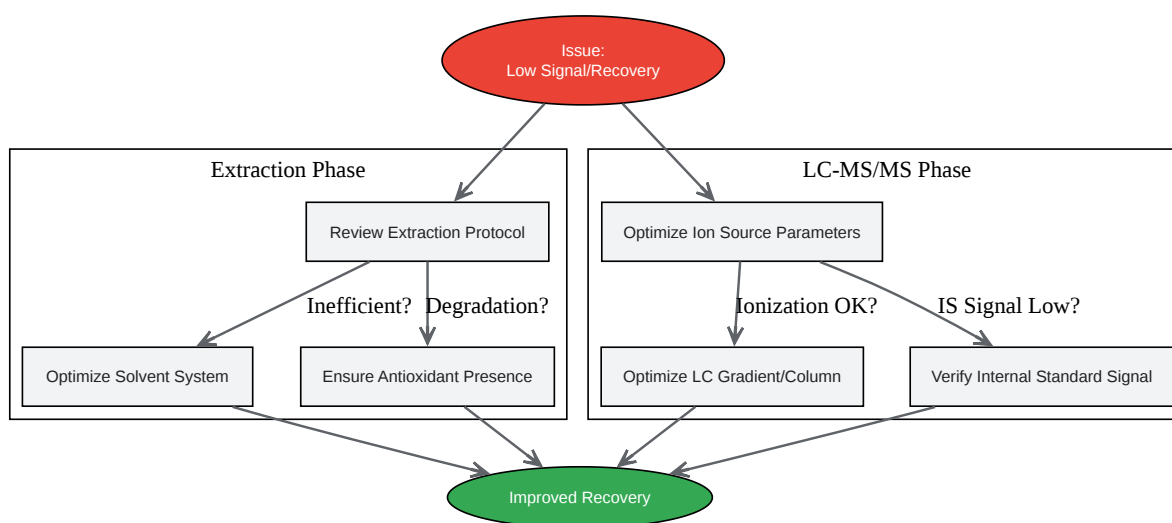 Issue:
Low Signal/Recovery
Extraction Phase
LC-MS/MS Phase
Review Extraction Protocol
Optimize Ion Source Parameters
Inefficient?
Degradation?
Ionization OK?
IS Signal Low?
Optimize Solvent System
Ensure Antioxidant Presence
Optimize LC Gradient/Column
Verify Internal Standard Signal
Improved Recovery